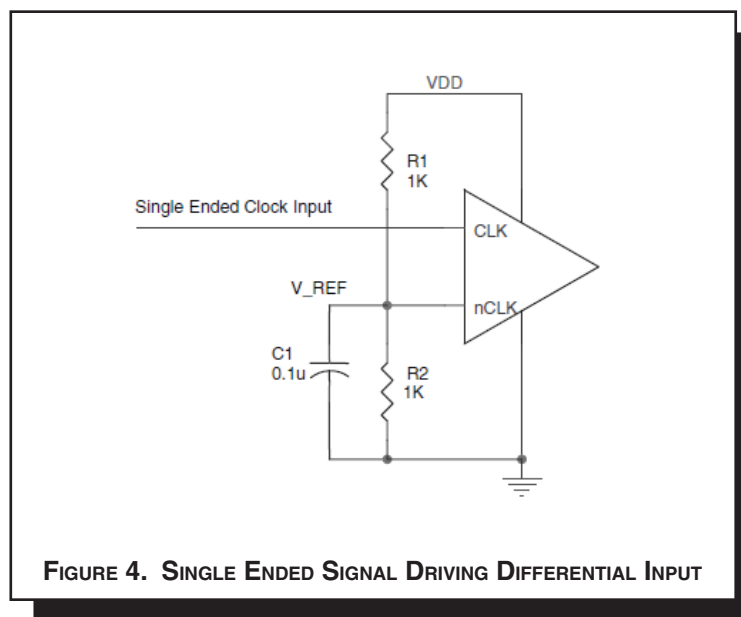 VDD
R1
1K
Single Ended Clock Input
CLK
V_REF
nCLK
C1
0.1u
R2
1K
FIGURE 4. SINGLE ENDED SIGNAL DRIVING DIFFERENTIAL INPUT